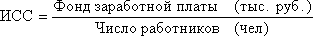 ИСС = Фонд заработной платы (тыс. руб.)
Число работников (чел)